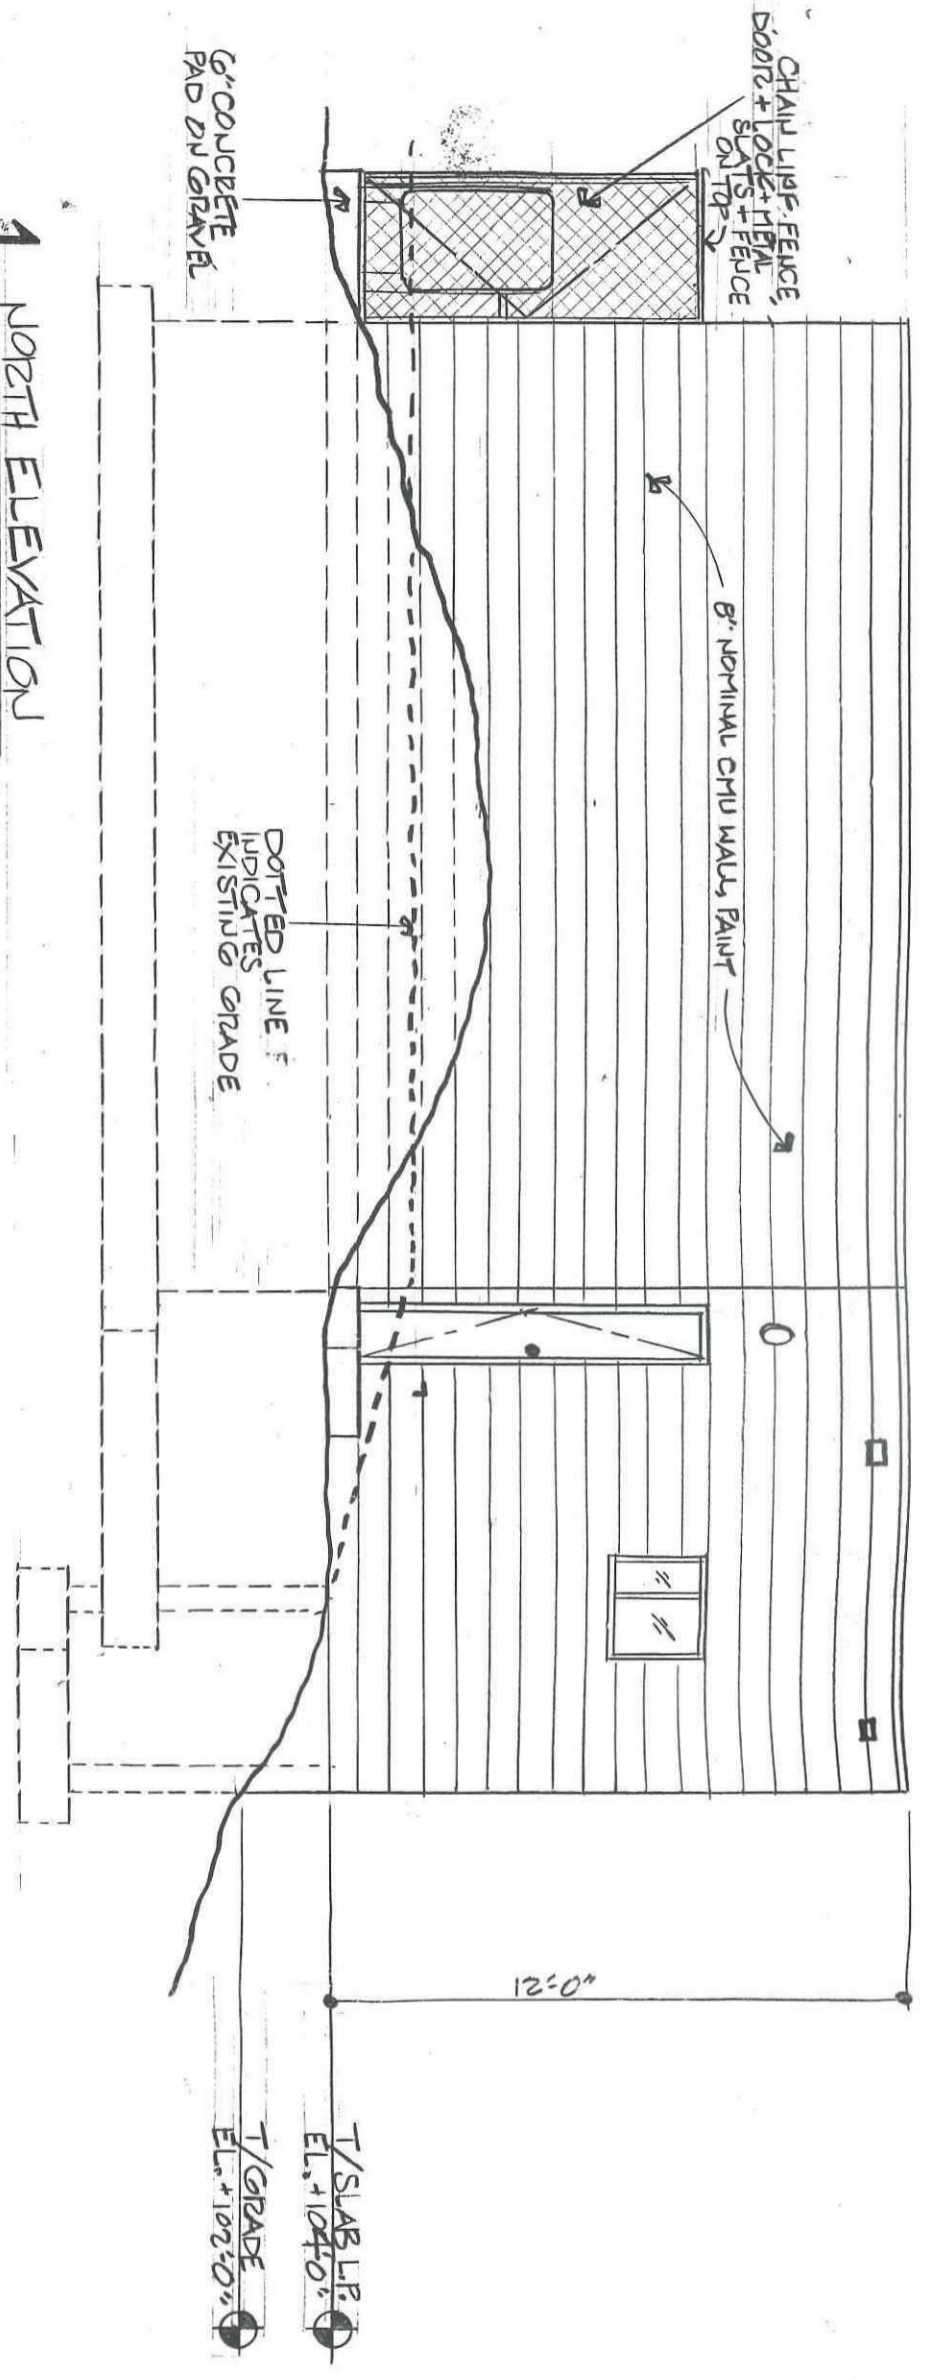 CHAIN LINK FENCE
DOOR + LOCK + METAL
SLATS + FENCE
ON TOP
6" CONCRETE
PAD ON GRAVEL
8" NOMINAL CMU WALL, PAINT
DOTTED LINE
INDICATES
EXISTING GRADE
12'-0"
T/SLAB L.P.
EL. +104'-0"
T/GRADE
EL. +102'-0"
1 NORTH ELEVATION